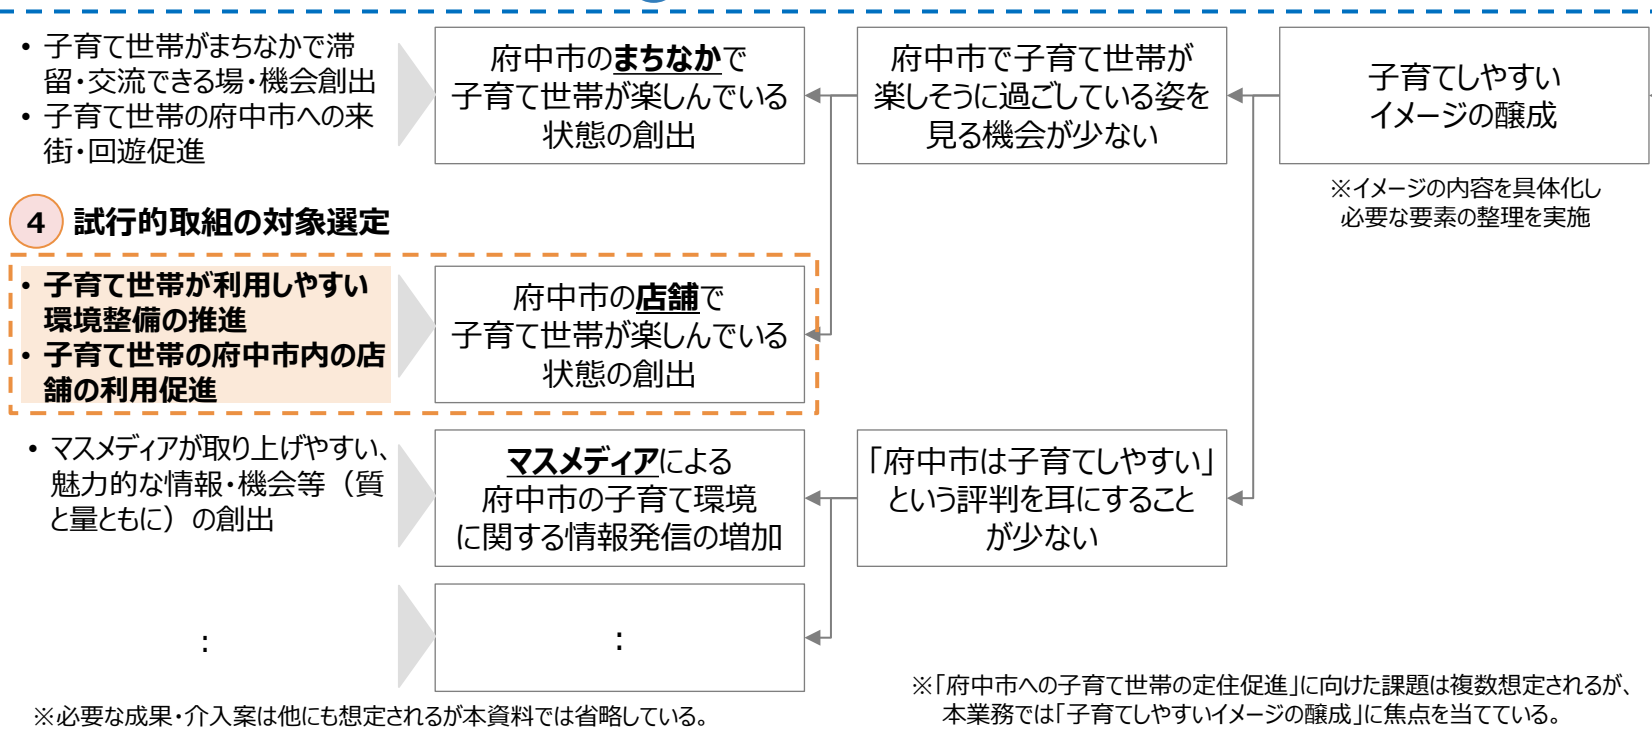 • 子育て世帯がまちなかで滞
留・交流できる場・機会創出
• 子育て世帯の府中市への来
街・回遊促進
府中市のまちなかで
子育て世帯が楽しんでいる
状態の創出
府中市で子育て世帯が
楽しそうに過ごしている姿を
見る機会が少ない
子育てしやすい
イメージの醸成
※イメージの内容を具体化し
必要な要素の整理を実施
4 試行的取組の対象選定
• 子育て世帯が利用しやすい
環境整備の推進
• 子育て世帯の府中市内の店
舗の利用促進
府中市の店舗で
子育て世帯が楽しんでいる
状態の創出
• マスメディアが取り上げやすい、
魅力的な情報・機会等（質
と量ともに）の創出
マスメディアによる
府中市の子育て環境
に関する情報発信の増加
「府中市は子育てしやすい」
という評判を耳にすること
が少ない
：
：
※必要な成果・介入案は他にも想定されるが本資料では省略している。
※「府中市への子育て世帯の定住促進」に向けた課題は複数想定されるが、
本業務では「子育てしやすいイメージの醸成」に焦点を当てている。